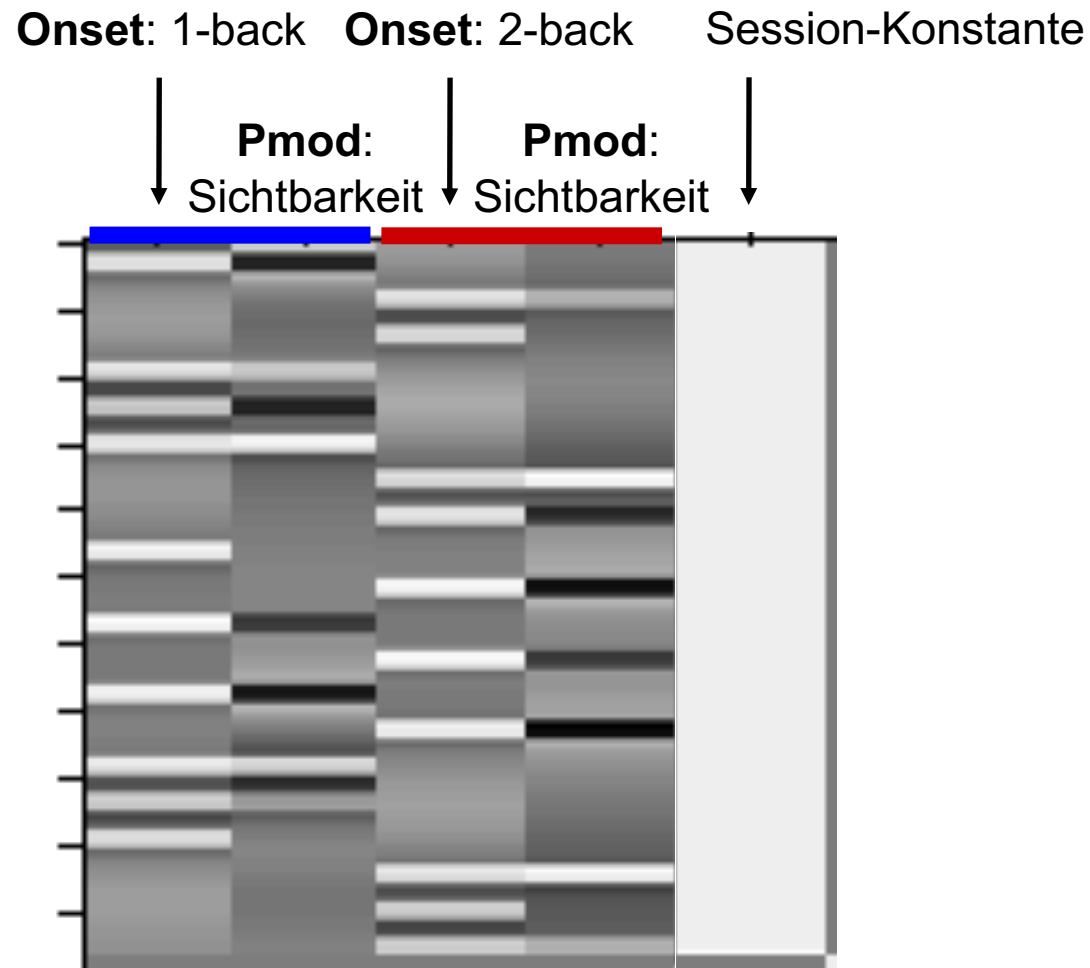 Onset: 1-back
Onset: 2-back
Session-Konstante
Pmod:
Sichtbarkeit
Pmod:
Sichtbarkeit